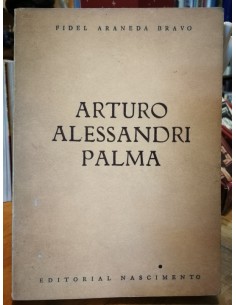 FIDEL ARANEDA BRAVO
ARTURO
ALESSANDRI
PALMA
EDITORIAL NASCIMENTO